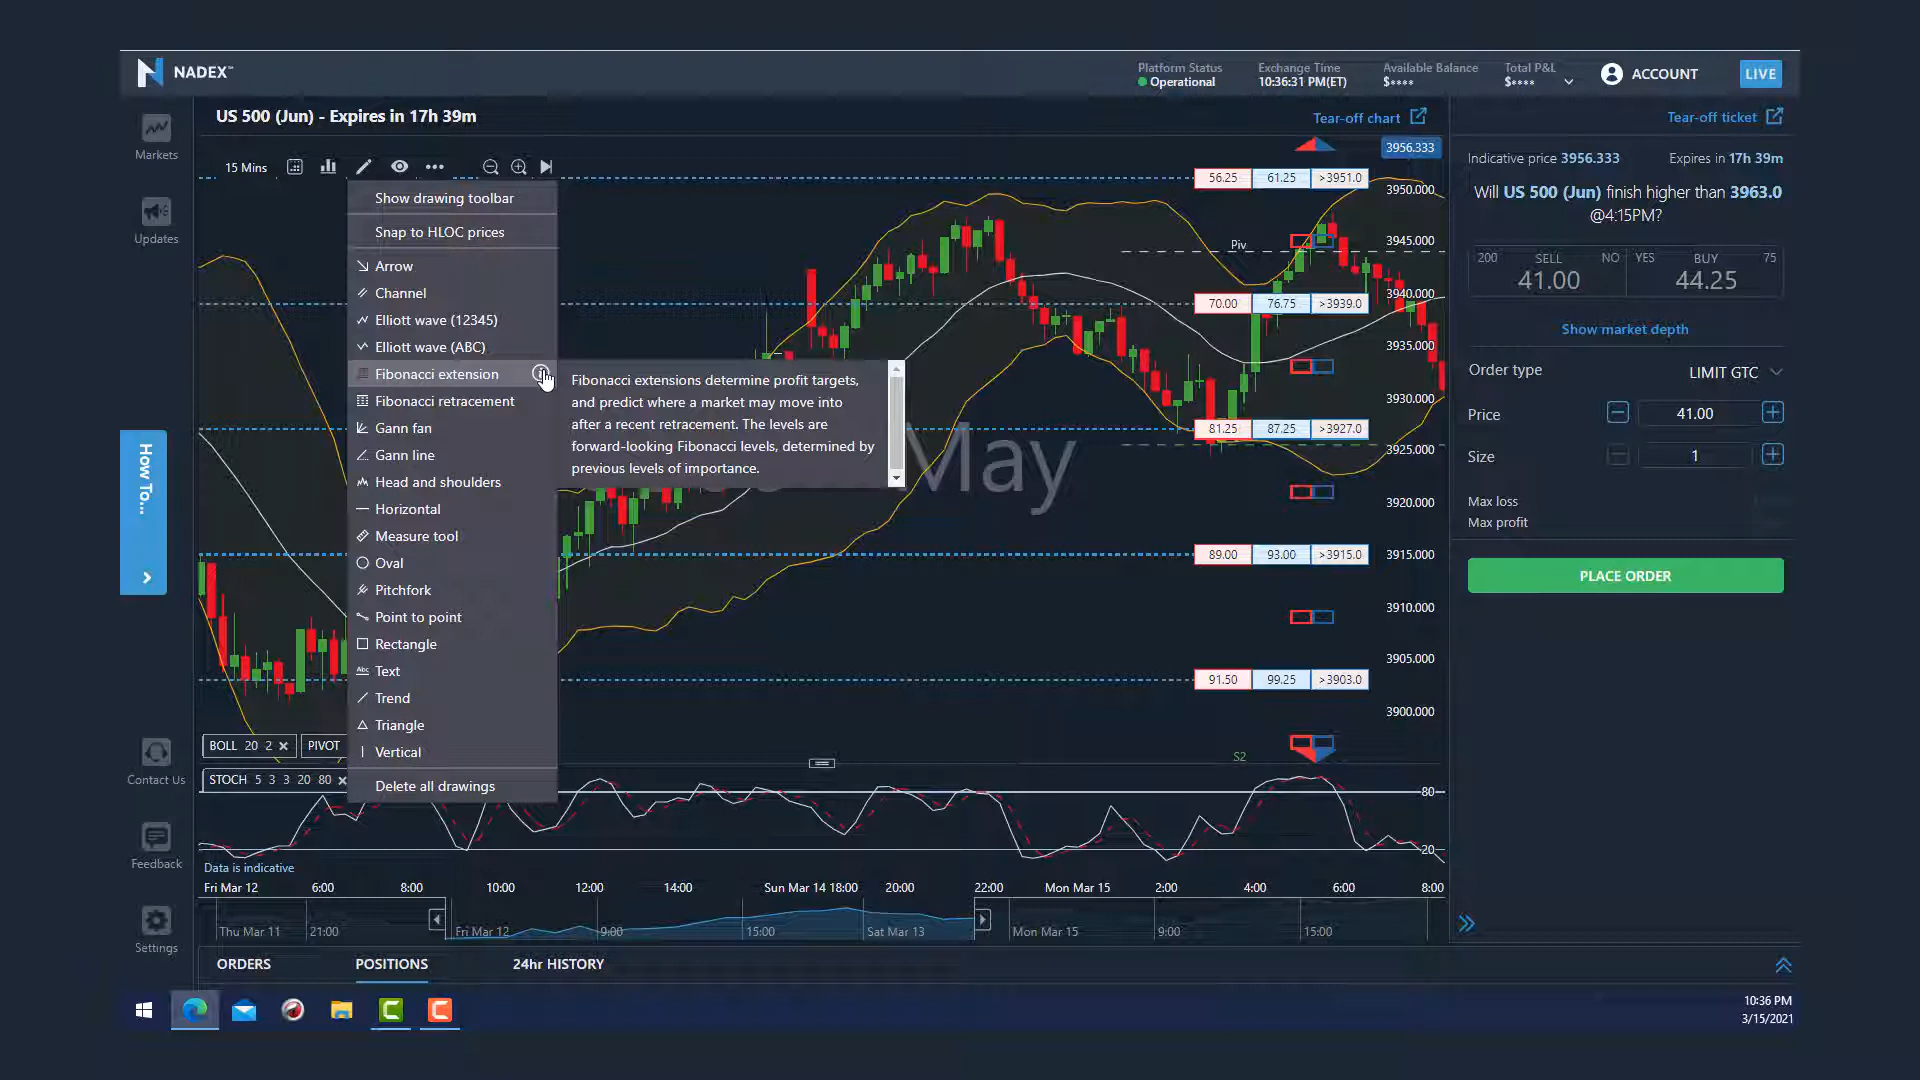 NADEX™
Platform Status
Operational
Exchange Time
10:36:31 PM(ET)
Available Balance
$****
Total P&L
$****
ACCOUNT
LIVE
Markets
Updates
How To...
Contact Us
Feedback
Settings
US 500 (Jun) - Expires in 17h 39m
Tear-off chart
15 Mins
Show drawing toolbar
Snap to HLOC prices
Arrow
Channel
Elliott wave (12345)
Elliott wave (ABC)
Fibonacci extension
Fibonacci retracement
Gann fan
Gann line
Head and shoulders
Horizontal
Measure tool
Oval
Pitchfork
Point to point
Rectangle
Abc Text
Trend
Triangle
Vertical
Delete all drawings
Fibonacci extensions determine profit targets,
and predict where a market may move into
after a recent retracement. The levels are
forward-looking Fibonacci levels, determined by
previous levels of importance.
May
Piv
S2
56.25 61.25 >3951.0
70.00 76.75 >3939.0
81.25 87.25 >3927.0
89.00 93.00 >3915.0
91.50 99.25 >3903.0
3956.333
3950.000
3945.000
3940.000
3935.000
3930.000
3925.000
3920.000
3915.000
3910.000
3905.000
3900.000
BOLL 20 2
PIVOT
STOCH 5 3 3 20 80
80
20
Data is indicative
Fri Mar 12 6:00 8:00 10:00 12:00 14:00 Sun Mar 14 18:00 20:00 22:00 Mon Mar 15 2:00 4:00 6:00 8:00
Thu Mar 11 21:00 Fri Mar 12 9:00 15:00 Sat Mar 13 Mon Mar 15 9:00 15:00
ORDERS POSITIONS 24hr HISTORY
Tear-off ticket
Indicative price 3956.333 Expires in 17h 39m
Will US 500 (Jun) finish higher than 3963.0
@4:15PM?
200 SELL NO YES BUY 75
41.00 44.25
Show market depth
Order type LIMIT GTC
Price 41.00
Size 1
Max loss
Max profit
PLACE ORDER
10:36 PM
3/15/2021